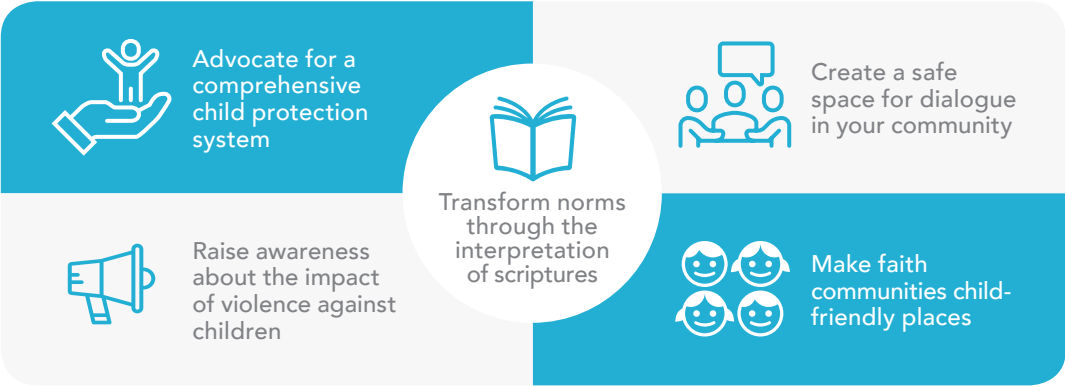 Advocate for a
comprehensive
child protection
system
Create a safe
space for dialogue
in your community
Transform norms
through the
interpretation
of scriptures
Raise awareness
about the impact
of violence against
children
Make faith
communities child-
friendly places